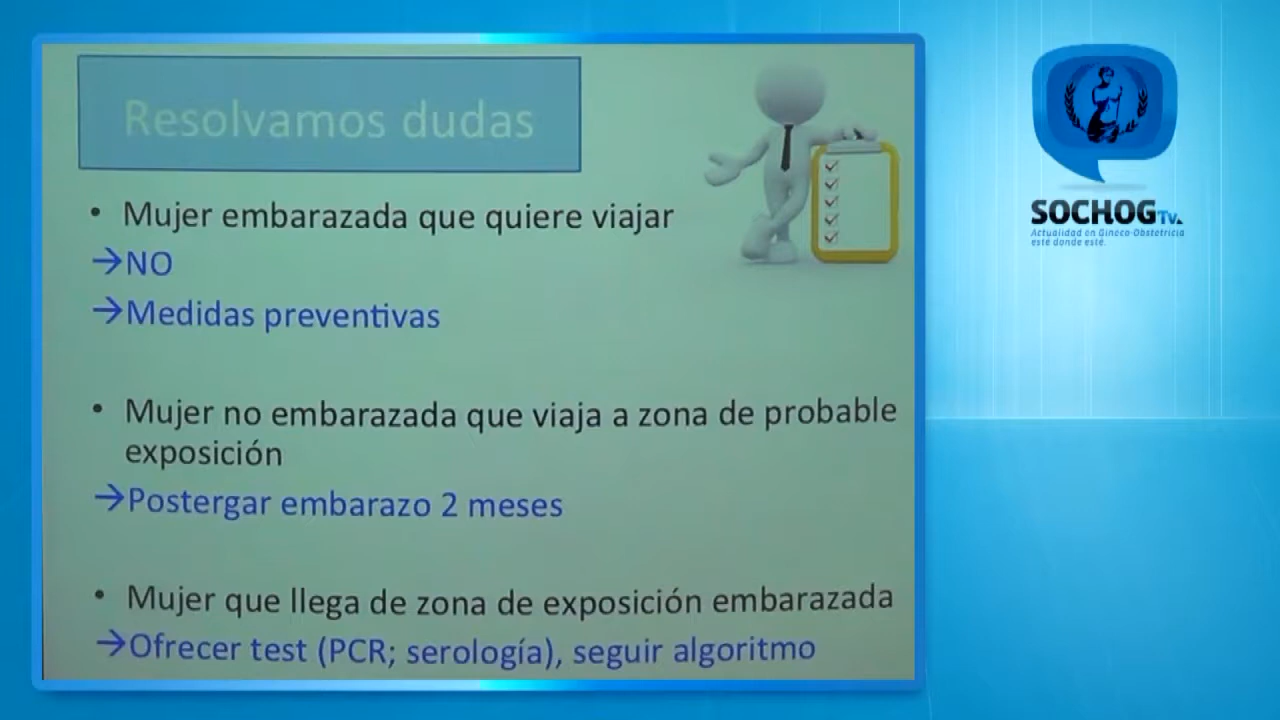 Resolvamos dudas
• Mujer embarazada que quiere viajar
→NO
→Medidas preventivas
• Mujer no embarazada que viaja a zona de probable
exposición
→Postergar embarazo 2 meses
• Mujer que llega de zona de exposición embarazada
→Ofrecer test (PCR; serología), seguir algoritmo
SOCHOGTv.
Actualidad en Gineco-Obstetricia
esté donde esté.